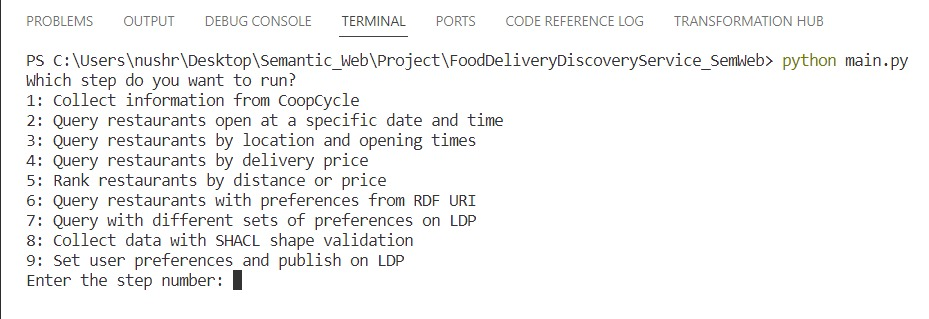 PROBLEMS OUTPUT DEBUG CONSOLE TERMINAL PORTS CODE REFERENCE LOG TRANSFORMATION HUB
PS C:\Users\nushr\Desktop\Semantic_Web\Project\FoodDeliveryDiscoveryService_SemWeb> python main.py
Which step do you want to run?
1: Collect information from CoopCycle
2: Query restaurants open at a specific date and time
3: Query restaurants by location and opening times
4: Query restaurants by delivery price
5: Rank restaurants by distance or price
6: Query restaurants with preferences from RDF URI
7: Query with different sets of preferences on LDP
8: Collect data with SHACL shape validation
9: Set user preferences and publish on LDP
Enter the step number: